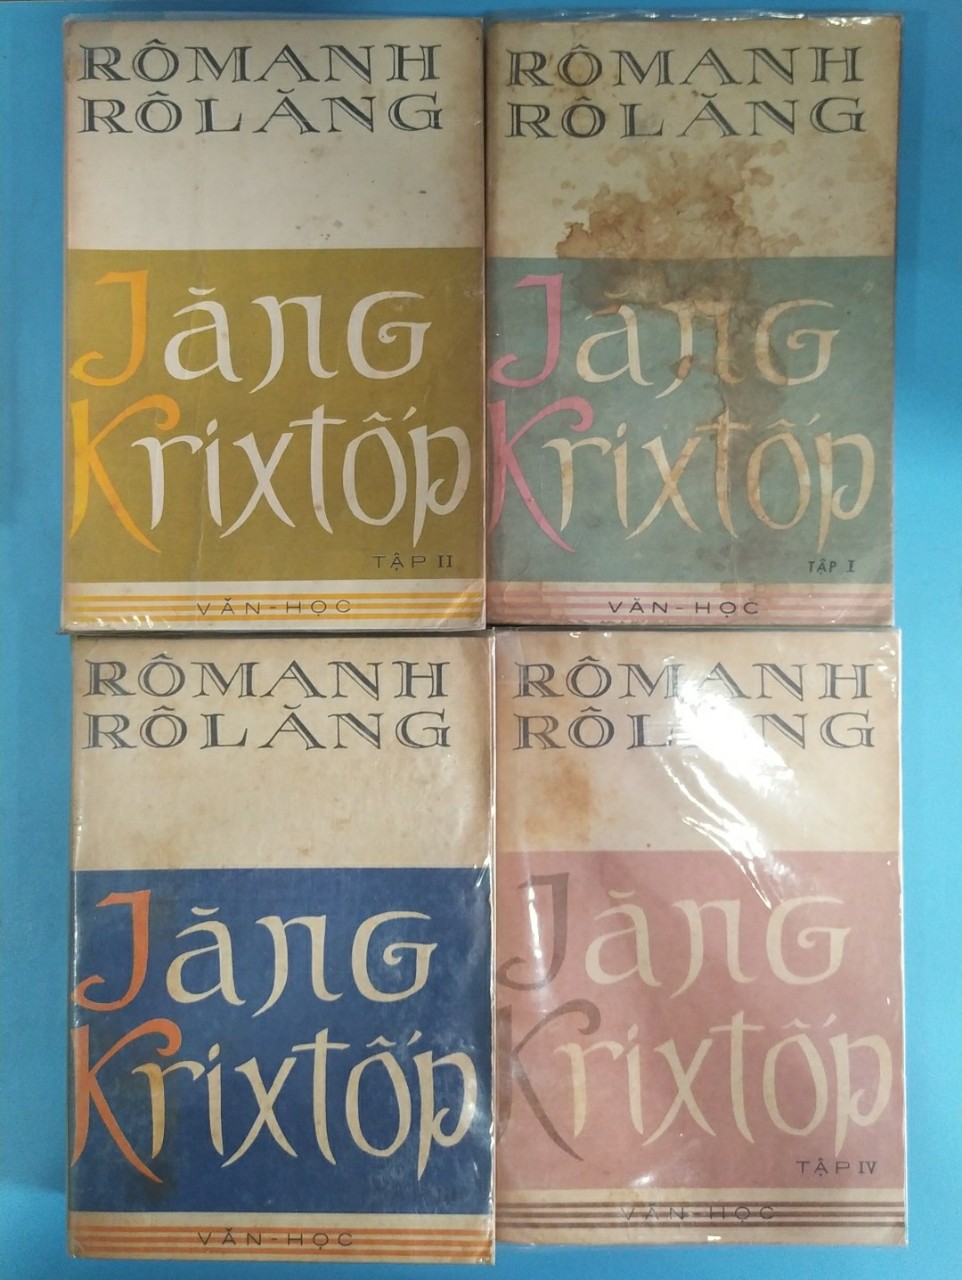 RÔMANH
RÔLĂNG
Jăng
Krixtốp
TẬP II
VĂN-HỌC
RÔMANH
RÔLĂNG
Jăng
Krixtốp
TẬP I
VĂN-HỌC
RÔMANH
RÔLĂNG
Jăng
Krixtốp
VĂN-HỌC
RÔMANH
RÔLĂNG
Jăng
Krixtốp
TẬP IV
VĂN-HỌC